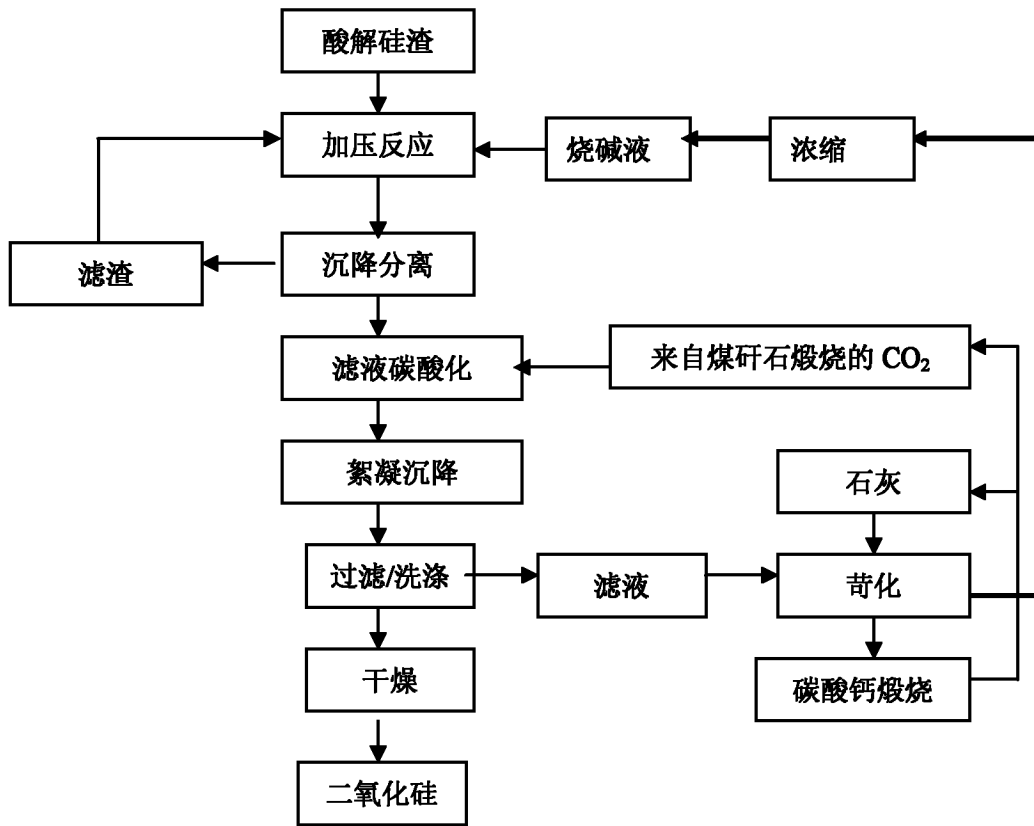 酸解硅渣
加压反应
烧碱液
浓缩
沉降分离
滤渣
滤液碳酸化
来自煤矸石煅烧的 CO₂
絮凝沉降
石灰
过滤/洗涤
滤液
苛化
干燥
碳酸钙煅烧
二氧化硅